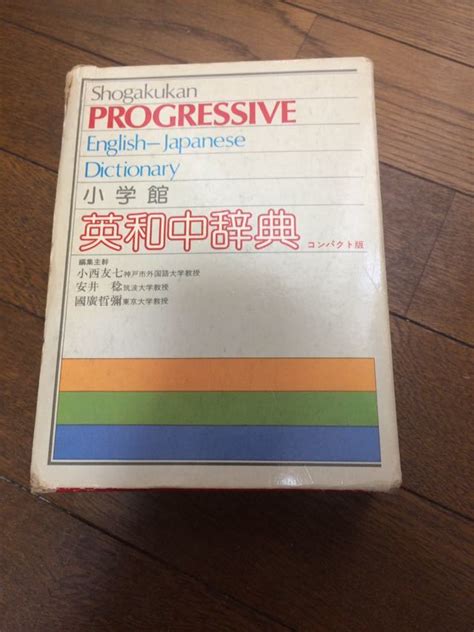 Shogakukan
PROGRESSIVE
English–Japanese
Dictionary
小学館
英和中辞典 コンパクト版
編集主幹
小西友七 神戸市外国語大学教授
安井 稔 筑波大学教授
國廣哲彌 東京大学教授